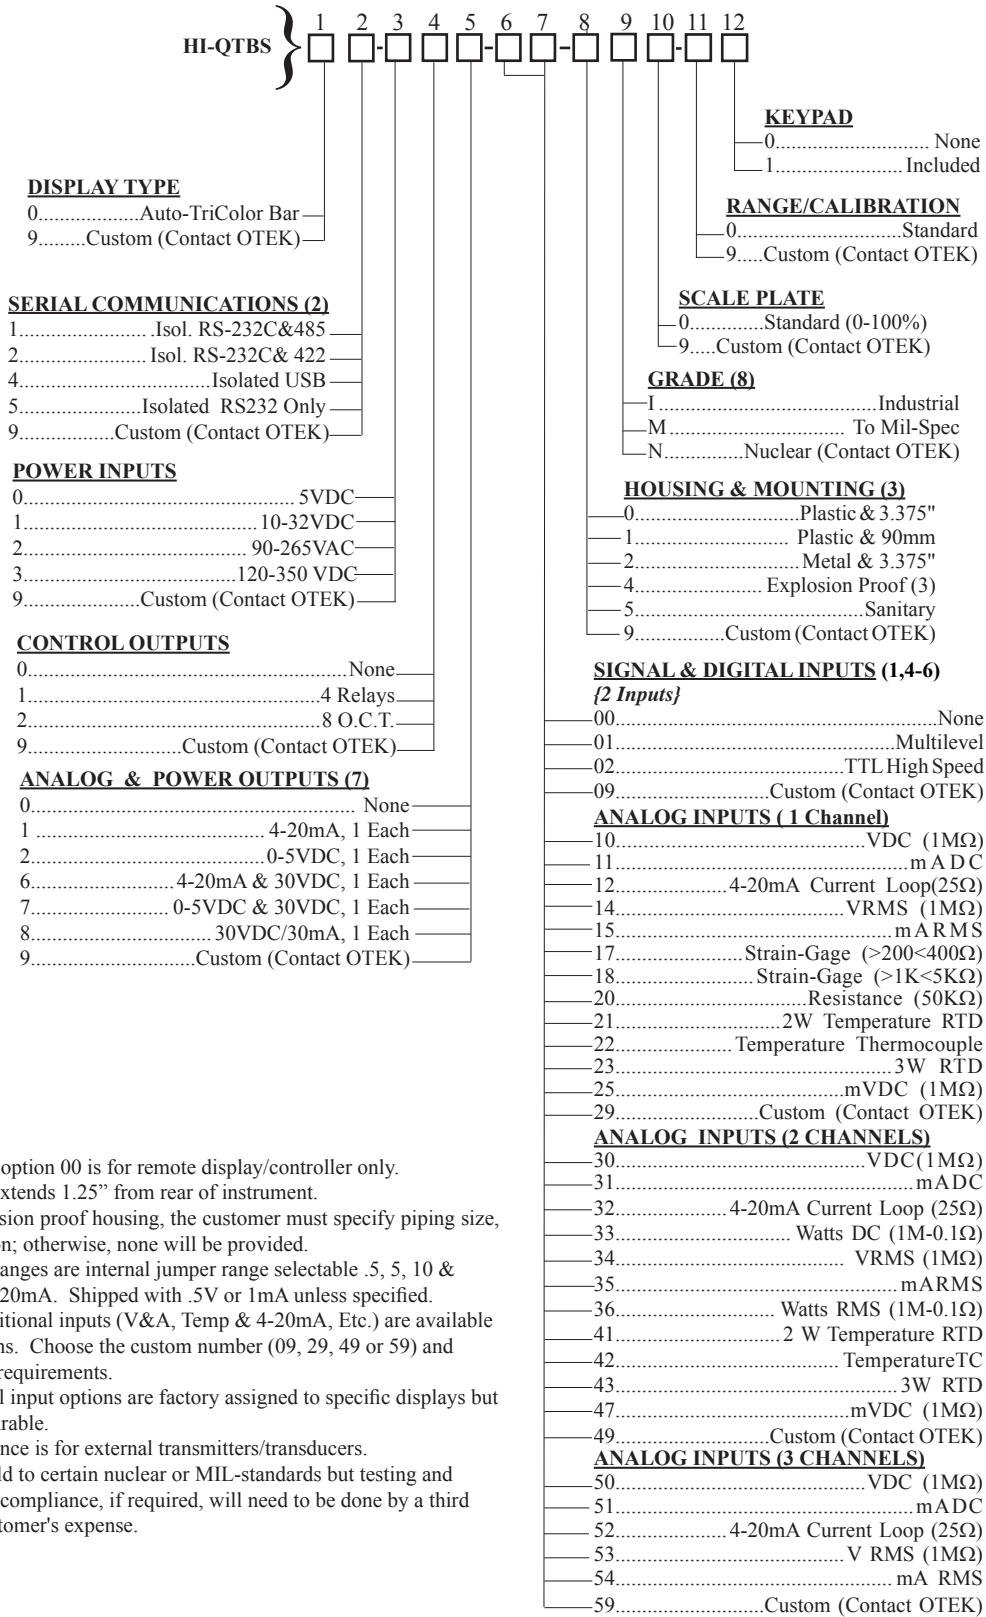 1 2 3 4 5 6 7 8 9 10 11 12
HI-QTBS } - - - -
KEYPAD
0............................. None
1........................Included
DISPLAY TYPE
0...................Auto-TriColor Bar
9.........Custom (Contact OTEK)
RANGE/CALIBRATION
0...............................Standard
9.....Custom (Contact OTEK)
SERIAL COMMUNICATIONS (2)
1......................... .Isol. RS-232C&485
2........................ Isol. RS-232C& 422
4....................................Isolated USB
5.......................Isolated RS232 Only
9..................Custom (Contact OTEK)
SCALE PLATE
0..............Standard (0-100%)
9.....Custom (Contact OTEK)
GRADE (8)
I..........................................Industrial
M................................. To Mil-Spec
N...............Nuclear (Contact OTEK)
POWER INPUTS
0................................................... 5VDC
1.............................................10-32VDC
2.......................................... 90-265VAC
3........................................120-350 VDC
9......................Custom (Contact OTEK)
HOUSING & MOUNTING (3)
0...............................Plastic & 3.375"
1.............................. Plastic & 90mm
2............................... Metal & 3.375"
4........................ Explosion Proof (3)
5...........................................Sanitary
9.................Custom (Contact OTEK)
CONTROL OUTPUTS
0............................................................None
1.......................................................4 Relays
2.......................................................8 O.C.T.
9.............................Custom (Contact OTEK)
SIGNAL & DIGITAL INPUTS (1,4-6)
{2 Inputs}
00.............................................................None
01.....................................................Multilevel
02...........................................TTL High Speed
09.............................Custom (Contact OTEK)
ANALOG & POWER OUTPUTS (7)
0.............................................................. None
1 ........................................... 4-20mA, 1 Each
2............................................0-5VDC, 1 Each
6...........................4-20mA & 30VDC, 1 Each
7.......................... 0-5VDC & 30VDC, 1 Each
8..................................30VDC/30mA, 1 Each
9...............................Custom (Contact OTEK)
ANALOG INPUTS ( 1 Channel)
10...............................................VDC (1MΩ)
11.......................................................mADC
12.....................4-20mA Current Loop(25Ω)
14...........................................VRMS (1MΩ)
15.....................................................mARMS
17........................Strain-Gage (>200<400Ω)
18..........................Strain-Gage (>1K<5KΩ)
20....................................Resistance (50KΩ)
21...............................2W Temperature RTD
22......................Temperature Thermocouple
23.....................................................3W RTD
25...........................................mVDC (1MΩ)
29...........................Custom (Contact OTEK)
ANALOG INPUTS (2 CHANNELS)
30...............................................VDC(1MΩ)
31.........................................................mADC
32.....................4-20mA Current Loop (25Ω)
33.................................. Watts DC (1M-0.1Ω)
34........................................... VRMS (1MΩ)
35......................................................mARMS
36.............................. Watts RMS (1M-0.1Ω)
41...............................2 W Temperature RTD
42.......................................... TemperatureTC
43.....................................................3W RTD
47............................................mVDC (1MΩ)
49.............................Custom (Contact OTEK)
ANALOG INPUTS (3 CHANNELS)
50...............................................VDC (1MΩ)
51.........................................................mADC
52.....................4-20mA Current Loop (25Ω)
53...........................................V RMS (1MΩ)
54.................................................... mA RMS
59............................Custom (Contact OTEK)
option 00 is for remote display/controller only.
xtends 1.25” from rear of instrument.
sion proof housing, the customer must specify piping size,
on; otherwise, none will be provided.
anges are internal jumper range selectable .5, 5, 10 &
20mA. Shipped with .5V or 1mA unless specified.
itional inputs (V&A, Temp & 4-20mA, Etc.) are available
ns. Choose the custom number (09, 29, 49 or 59) and
requirements.
l input options are factory assigned to specific displays but
urable.
nce is for external transmitters/transducers.
ld to certain nuclear or MIL-standards but testing and
compliance, if required, will need to be done by a third
tomer's expense.